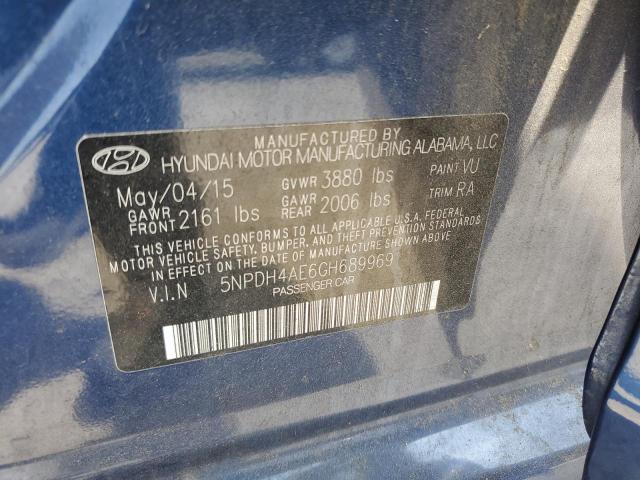 MANUFACTURED BY
HYUNDAI MOTOR MANUFACTURING ALABAMA, LLC
May/04/15 GVWR 3880 lbs PAINT VU
GAWR FRONT 2161 lbs GAWR REAR 2006 lbs TRIM RA
THIS VEHICLE CONFORMS TO ALL APPLICABLE U.S.A. FEDERAL
MOTOR VEHICLE SAFETY, BUMPER, AND THEFT PREVENTION STANDARDS
IN EFFECT ON THE DATE OF MANUFACTURE SHOWN ABOVE.
V.I.N 5NPDH4AE6GH689969
PASSENGER CAR